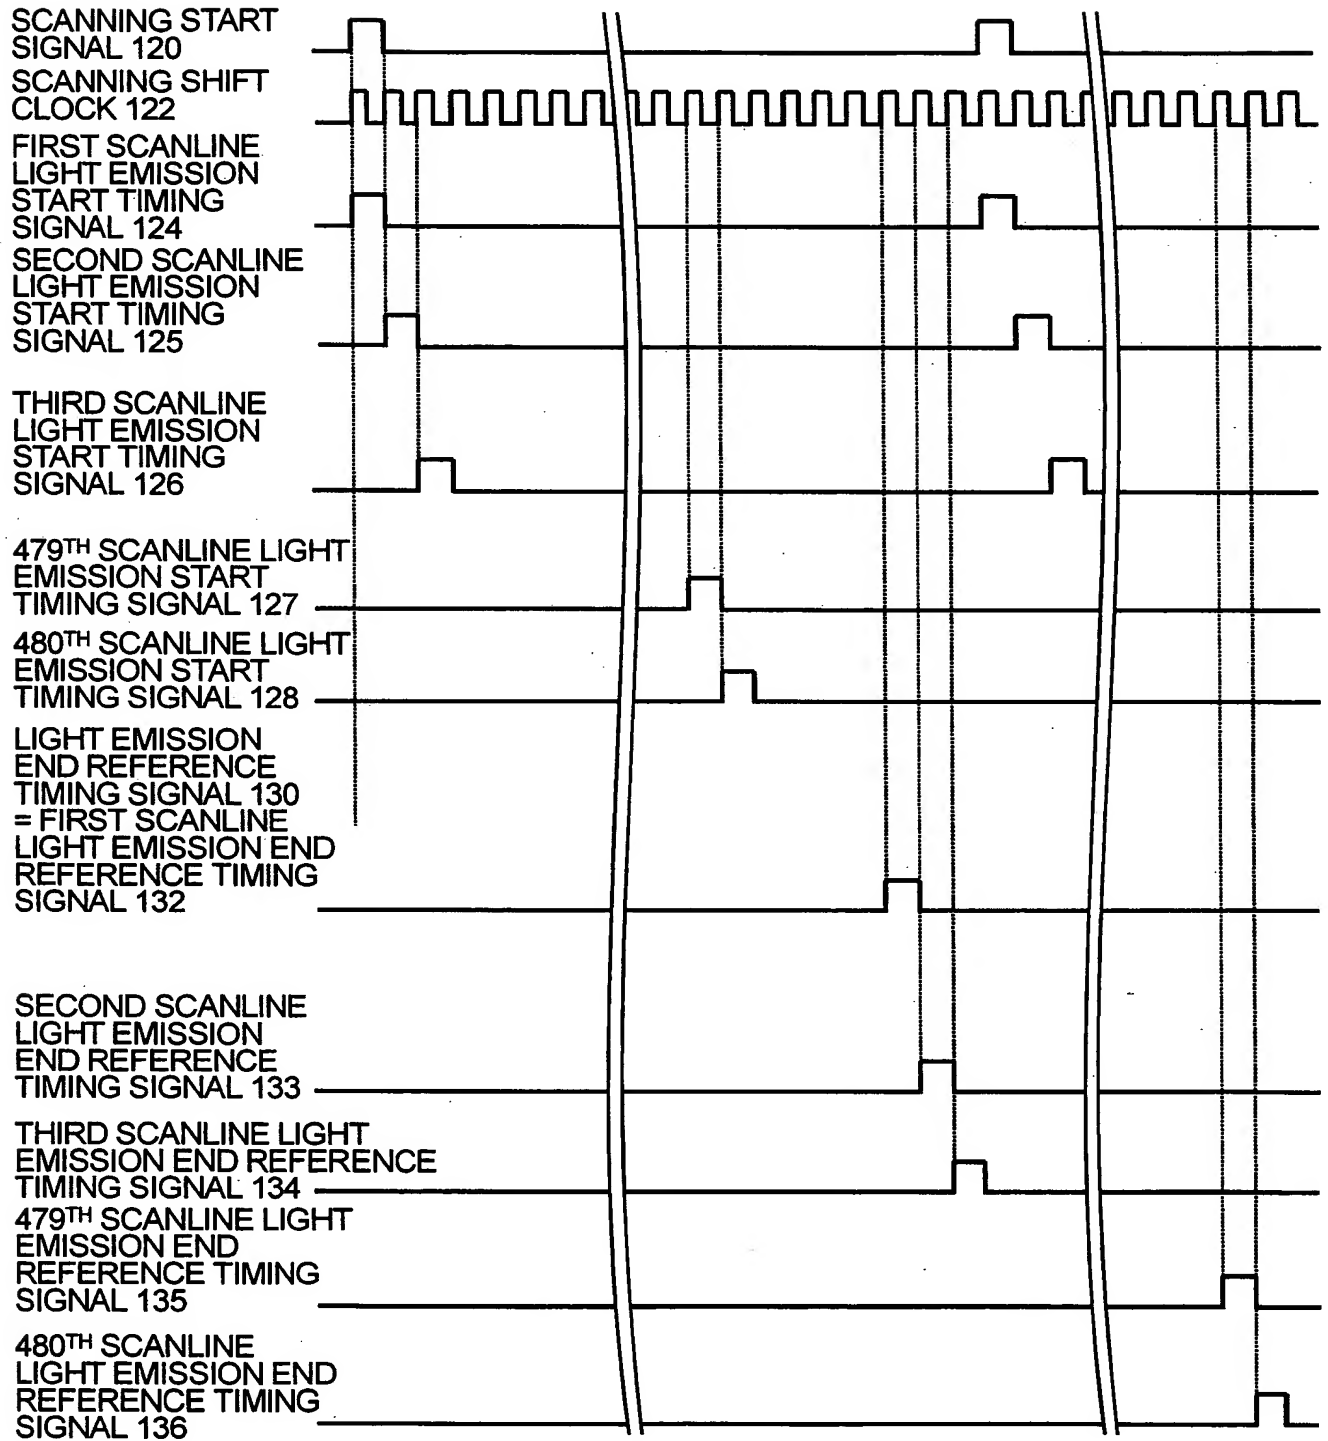 SCANNING START
SIGNAL 120
SCANNING SHIFT
CLOCK 122
FIRST SCANLINE
LIGHT EMISSION
START TIMING
SIGNAL 124
SECOND SCANLINE
LIGHT EMISSION
START TIMING
SIGNAL 125
THIRD SCANLINE
LIGHT EMISSION
START TIMING
SIGNAL 126
479TH SCANLINE LIGHT
EMISSION START
TIMING SIGNAL 127
480TH SCANLINE LIGHT
EMISSION START
TIMING SIGNAL 128
LIGHT EMISSION
END REFERENCE
TIMING SIGNAL 130
= FIRST SCANLINE
LIGHT EMISSION END
REFERENCE TIMING
SIGNAL 132
SECOND SCANLINE
LIGHT EMISSION
END REFERENCE
TIMING SIGNAL 133
THIRD SCANLINE LIGHT
EMISSION END REFERENCE
TIMING SIGNAL 134
479TH SCANLINE LIGHT
EMISSION END
REFERENCE TIMING
SIGNAL 135
480TH SCANLINE
LIGHT EMISSION END
REFERENCE TIMING
SIGNAL 136